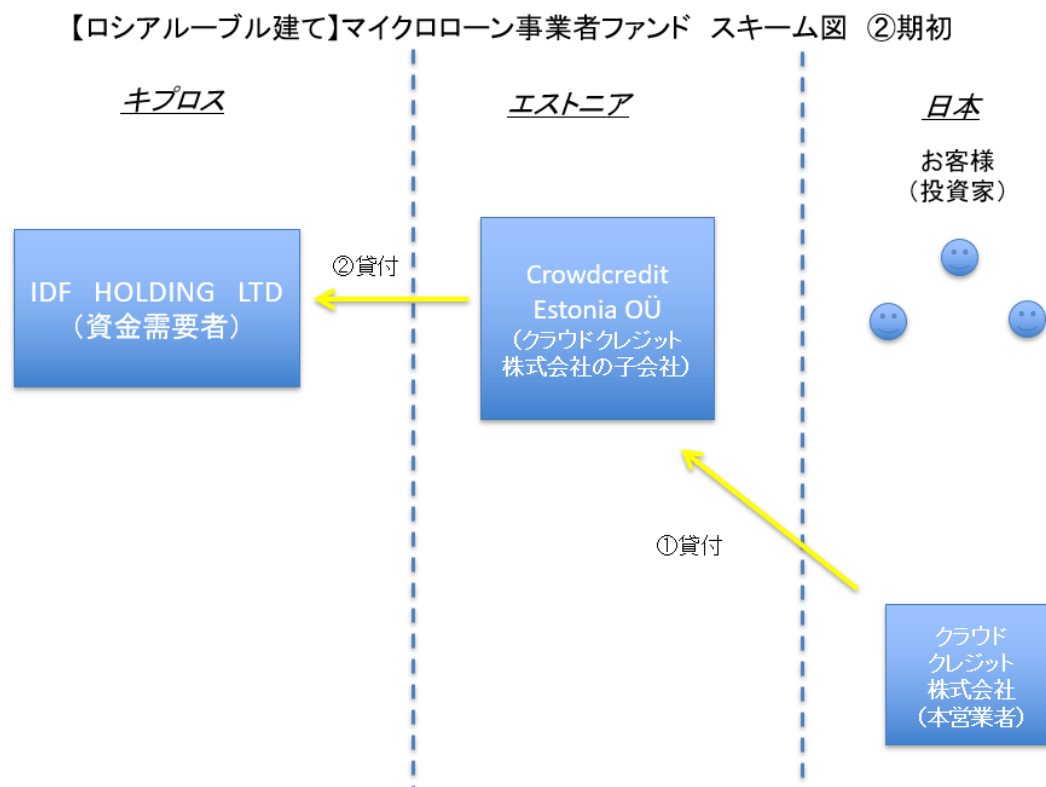 【ロシアルーブル建て】マイクロローン事業者ファンド　スキーム図　②期初
キプロス
エストニア
日本
お客様
（投資家）
②貸付
IDF　HOLDING　LTD
（資金需要者）
Crowdcredit
Estonia OÜ
（クラウドクレジット
株式会社の子会社）
①貸付
クラウド
クレジット
株式会社
（本営業者）